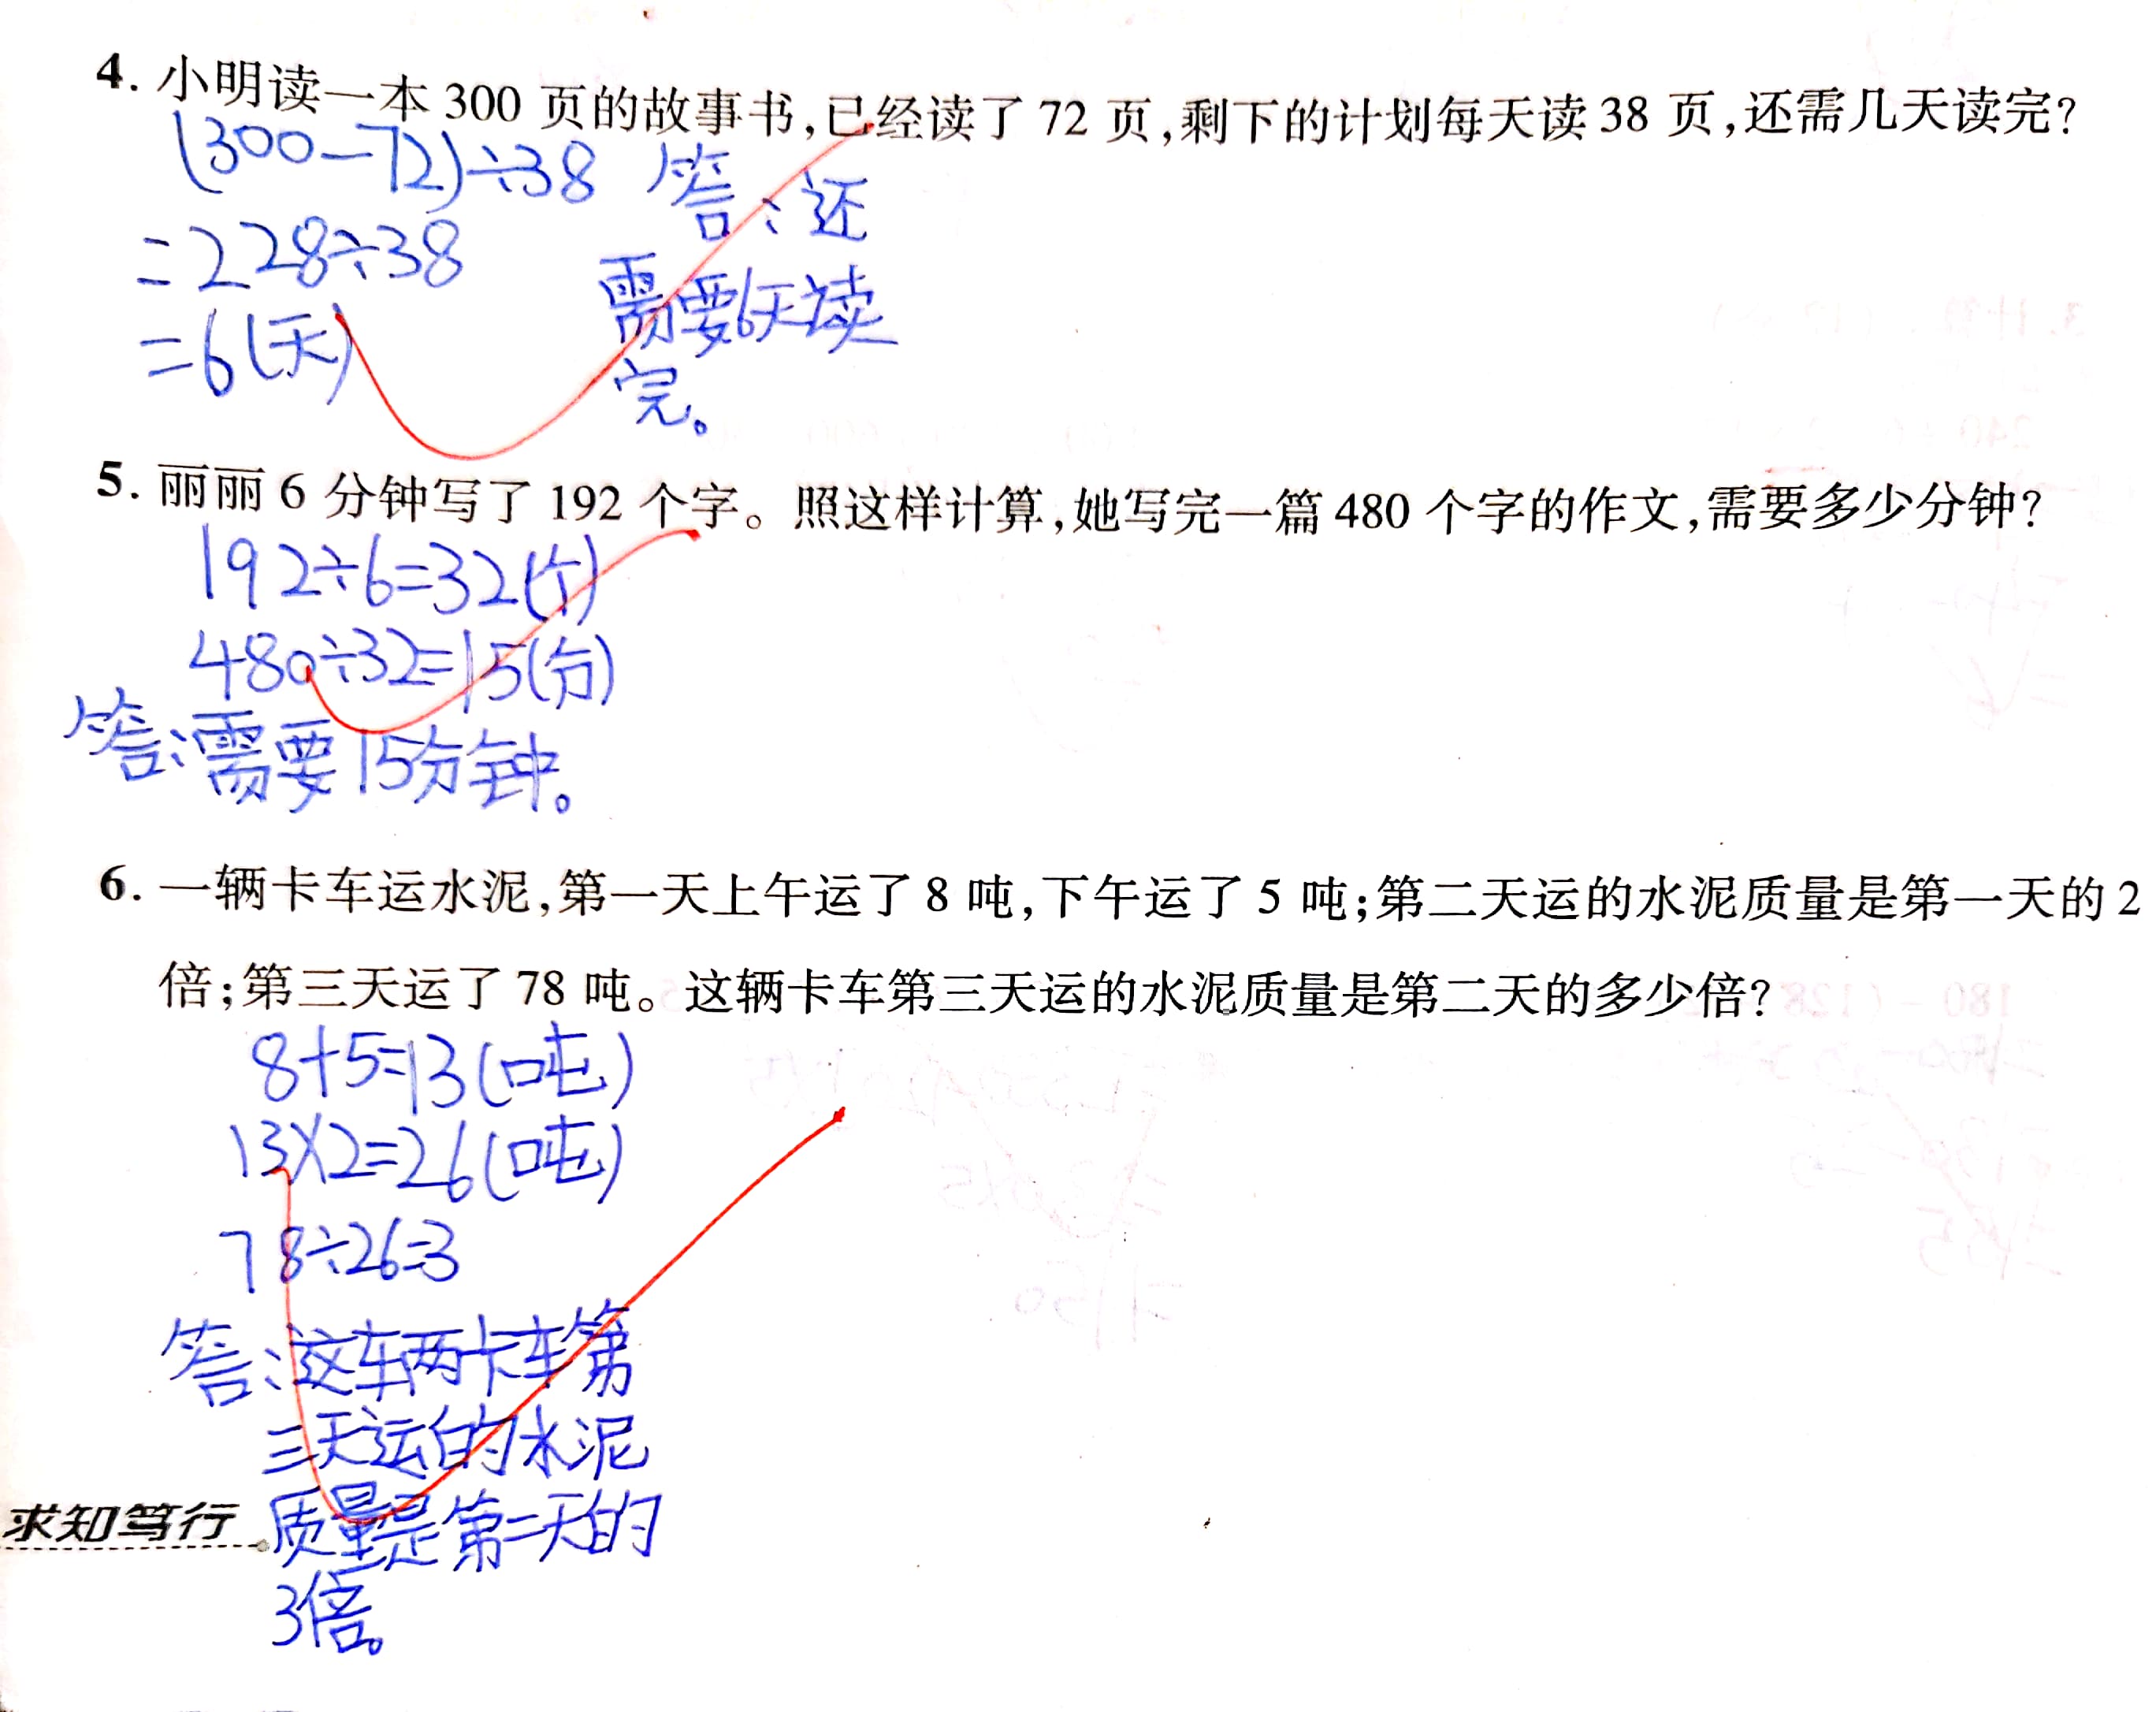 4. 小明读一本 300 页的故事书,已经读了 72 页,剩下的计划每天读 38 页,还需几天读完?
(300-72)÷38
=228÷38
=6(天)
答:还
需要6天读
完。
5. 丽丽 6 分钟写了 192 个字。照这样计算,她写完一篇 480 个字的作文,需要多少分钟?
192÷6=32(个)
480÷32=15(分)
答:需要15分钟。
6. 一辆卡车运水泥,第一天上午运了 8 吨,下午运了 5 吨;第二天运的水泥质量是第一天的 2
倍;第三天运了 78 吨。这辆卡车第三天运的水泥质量是第二天的多少倍?
8+5=13(吨)
13×2=26(吨)
78÷26=3
答:这辆卡车第
三天运的水泥
质量是第二天的
3倍。
求知笃行